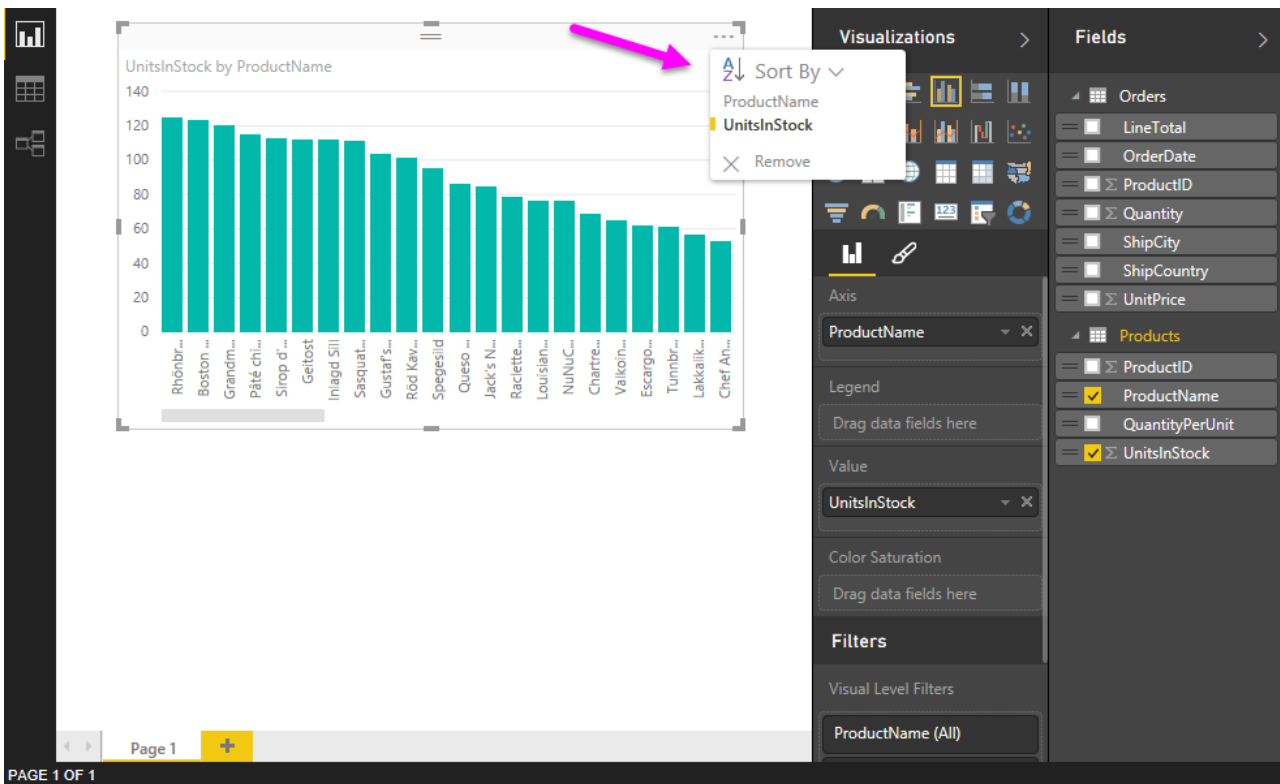 UnitsInStock by ProductName
140
120
100
80
60
40
20
0
Rhönbr...
Boston ...
Grandm...
Pâté chi...
Sirop d'...
Geitost
Inlagd Sill
Sasquat...
Gustaf's...
Röd Kav...
Spegesild
Queso ...
Jack's N...
Raclette...
Louisian...
NuNuC...
Chartre...
Valkoin...
Escargo...
Tunnbr...
Lakkalik...
Chef An...
AZ Sort By
ProductName
UnitsInStock
Remove
Visualizations
123
Axis
ProductName
Legend
Drag data fields here
Value
UnitsInStock
Color Saturation
Drag data fields here
Filters
Visual Level Filters
ProductName (All)
Fields
Orders
LineTotal
OrderDate
Σ ProductID
Σ Quantity
ShipCity
ShipCountry
Σ UnitPrice
Products
Σ ProductID
ProductName
QuantityPerUnit
Σ UnitsInStock
Page 1
PAGE 1 OF 1